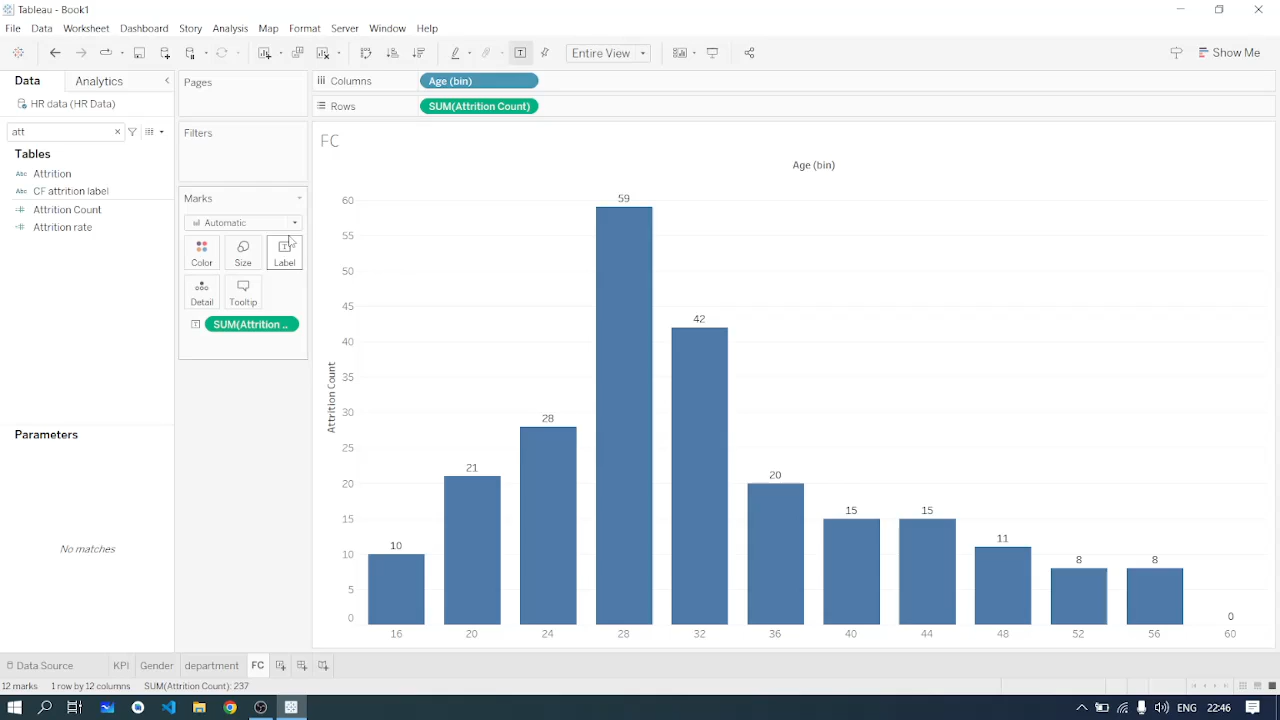 Tableau - Book1
File Data Worksheet Dashboard Story Analysis Map Format Server Window Help
Entire View
Show Me
Data Analytics
Pages
Columns Age (bin)
HR data (HR Data)
Rows SUM(Attrition Count)
att
Filters
FC
Tables
Age (bin)
Abc Attrition
Abc CF attrition label
Marks
Attrition Count
Automatic
Attrition rate
Color Size Label
Detail Tooltip
SUM(Attrition ..
Parameters
No matches
Attrition Count
60
55
50
45
40
35
30
25
20
15
10
5
0
10 21 28 59 42 20 15 15 11 8 8 0
16 20 24 28 32 36 40 44 48 52 56 60
Data Source KPI Gender department FC
12 marks 1 row by 12 columns SUM(Attrition Count): 237
ENG 22:46